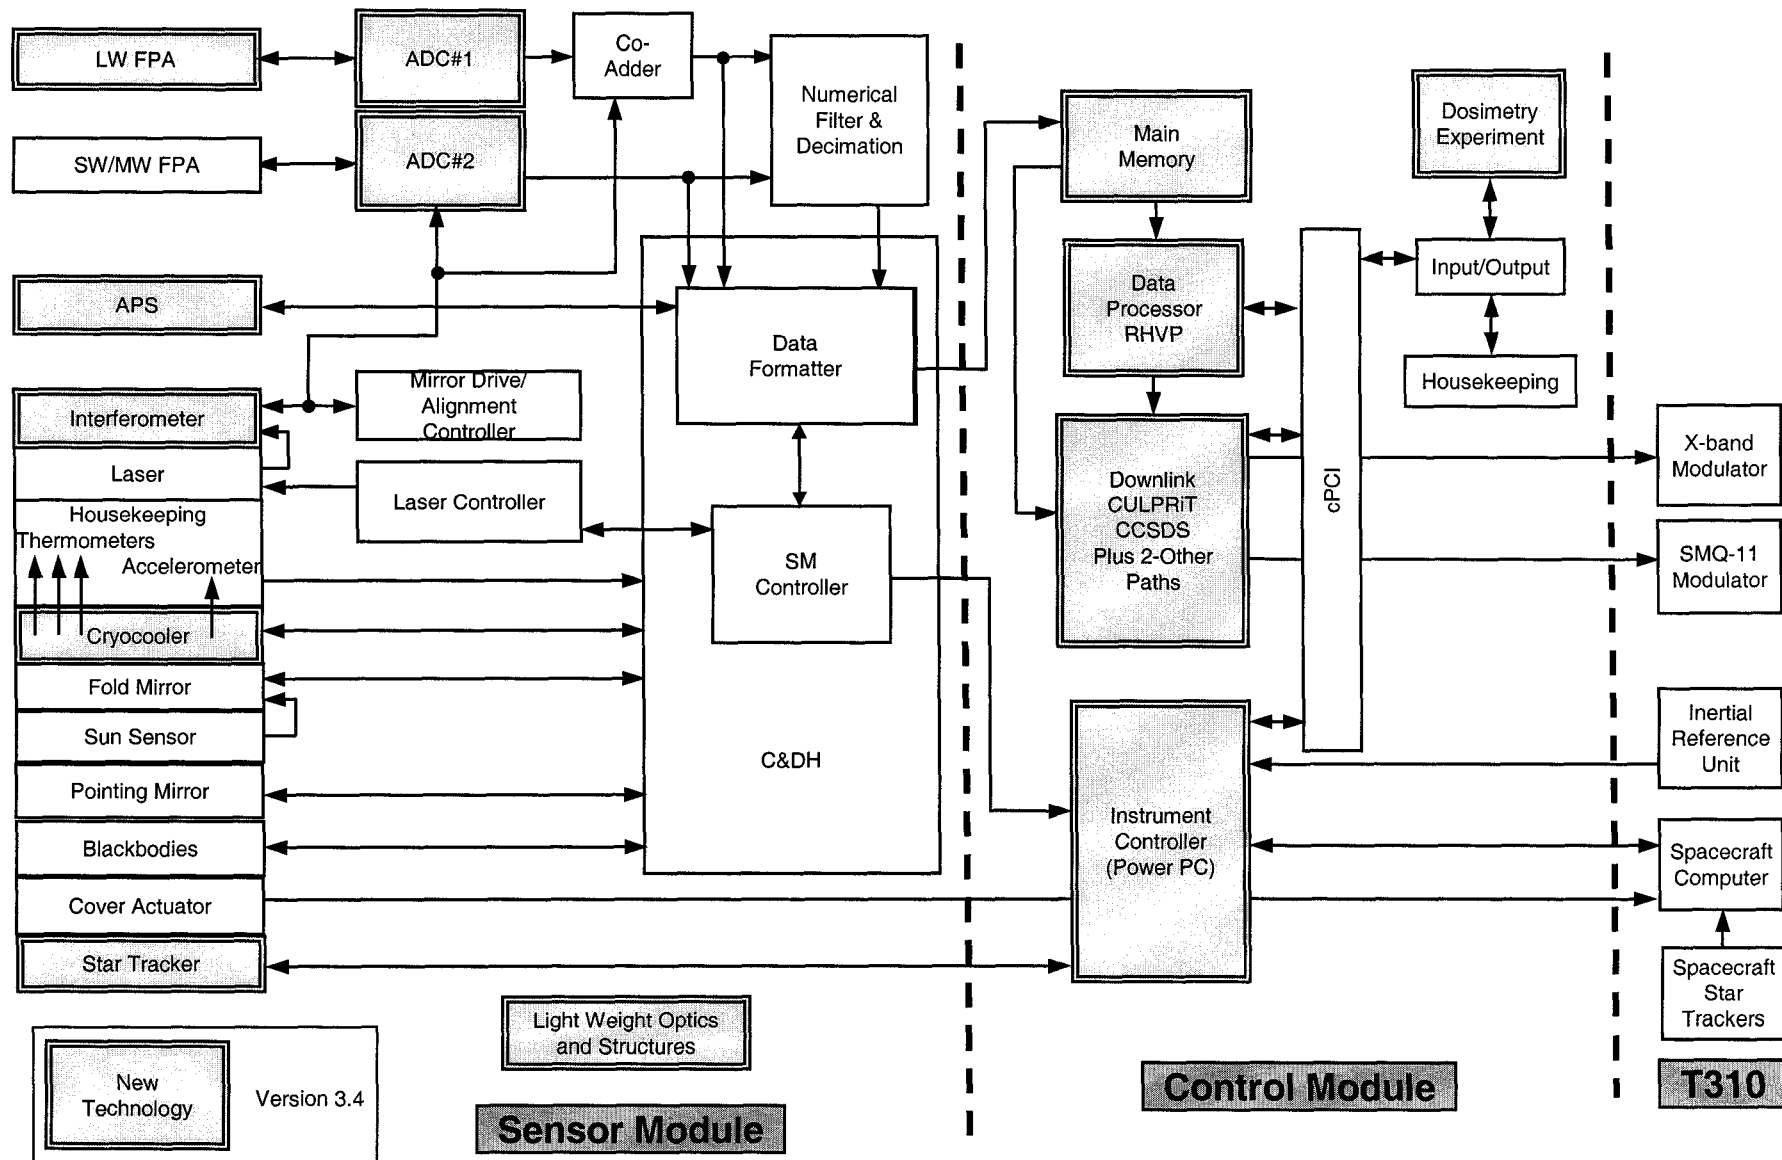 LW FPA
SW/MW FPA
APS
Interferometer
Laser
Housekeeping
Thermometers
Accelerometer
Cryocooler
Fold Mirror
Sun Sensor
Pointing Mirror
Blackbodies
Cover Actuator
Star Tracker
New
Technology
Version 3.4
ADC#1
ADC#2
Mirror Drive/
Alignment
Controller
Laser Controller
Co-
Adder
Numerical
Filter &
Decimation
Data
Formatter
SM
Controller
C&DH
Light Weight Optics
and Structures
Sensor Module
Main
Memory
Data
Processor
RHVP
Downlink
CULPRiT
CCSDS
Plus 2-Other
Paths
Instrument
Controller
(Power PC)
cPCI
Dosimetry
Experiment
Input/Output
Housekeeping
Control Module
X-band
Modulator
SMQ-11
Modulator
Inertial
Reference
Unit
Spacecraft
Computer
Spacecraft
Star
Trackers
T310